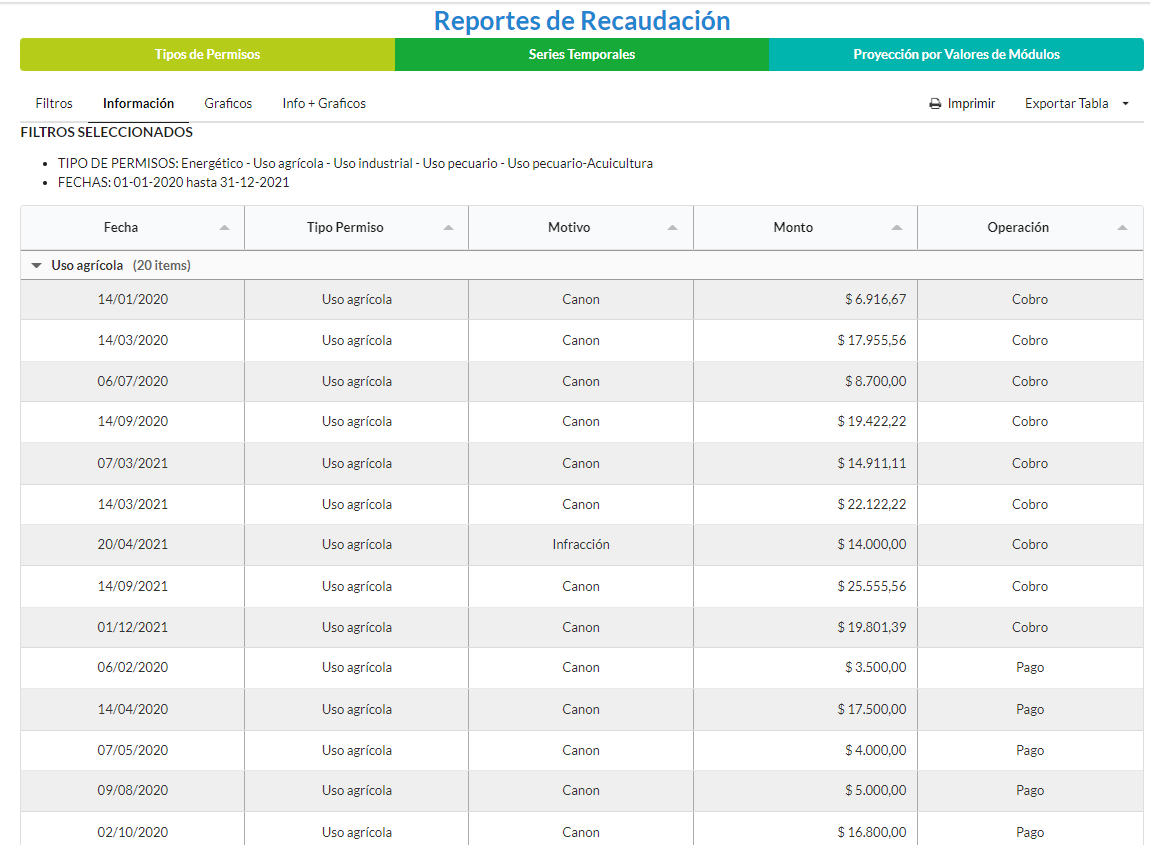 Reportes de Recaudación
Tipos de Permisos Series Temporales Proyección por Valores de Módulos
Filtros Información Graficos Info + Graficos Imprimir Exportar Tabla
FILTROS SELECCIONADOS
• TIPO DE PERMISOS: Energético - Uso agrícola - Uso industrial - Uso pecuario - Uso pecuario-Acuicultura
• FECHAS: 01-01-2020 hasta 31-12-2021
Fecha Tipo Permiso Motivo Monto Operación
Uso agrícola (20 items)
14/01/2020 Uso agrícola Canon $ 6.916,67 Cobro
14/03/2020 Uso agrícola Canon $ 17.955,56 Cobro
06/07/2020 Uso agrícola Canon $ 8.700,00 Cobro
14/09/2020 Uso agrícola Canon $ 19.422,22 Cobro
07/03/2021 Uso agrícola Canon $ 14.911,11 Cobro
14/03/2021 Uso agrícola Canon $ 22.122,22 Cobro
20/04/2021 Uso agrícola Infracción $ 14.000,00 Cobro
14/09/2021 Uso agrícola Canon $ 25.555,56 Cobro
01/12/2021 Uso agrícola Canon $ 19.801,39 Cobro
06/02/2020 Uso agrícola Canon $ 3.500,00 Pago
14/04/2020 Uso agrícola Canon $ 17.500,00 Pago
07/05/2020 Uso agrícola Canon $ 4.000,00 Pago
09/08/2020 Uso agrícola Canon $ 5.000,00 Pago
02/10/2020 Uso agrícola Canon $ 16.800,00 Pago